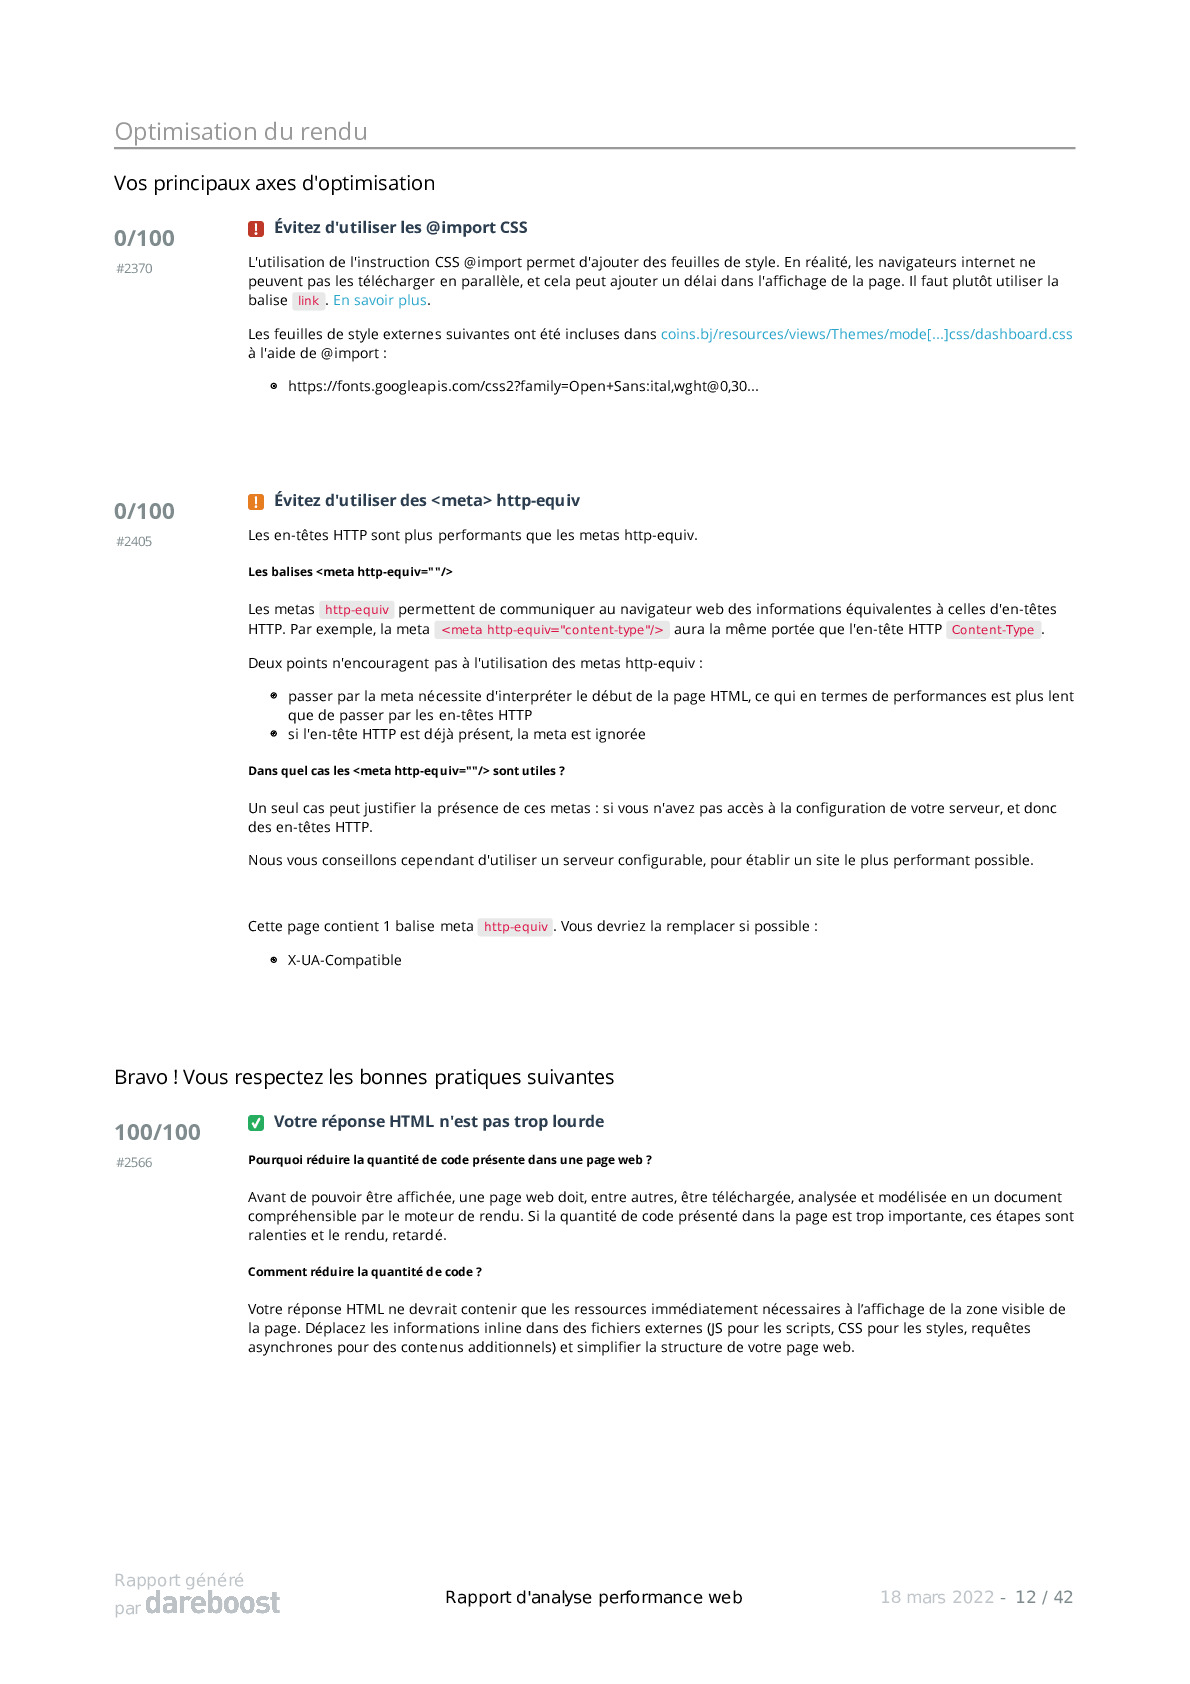 Optimisation du rendu
Vos principaux axes d'optimisation
0/100
#2370
Évitez d'utiliser les @import CSS
L'utilisation de l'instruction CSS @import permet d'ajouter des feuilles de style. En réalité, les navigateurs internet ne
peuvent pas les télécharger en parallèle, et cela peut ajouter un délai dans l'affichage de la page. Il faut plutôt utiliser la
balise link . En savoir plus.
Les feuilles de style externes suivantes ont été incluses dans coins.bj/resources/views/Themes/mode[...]css/dashboard.css
à l'aide de @import :
https://fonts.googleapis.com/css2?family=Open+Sans:ital,wght@0,30...
0/100
#2405
Évitez d'utiliser des <meta> http-equiv
Les en-têtes HTTP sont plus performants que les metas http-equiv.
Les balises <meta http-equiv=""/>
Les metas http-equiv permettent de communiquer au navigateur web des informations équivalentes à celles d'en-têtes
HTTP. Par exemple, la meta <meta http-equiv="content-type"/> aura la même portée que l'en-tête HTTP Content-Type .
Deux points n'encouragent pas à l'utilisation des metas http-equiv :
passer par la meta nécessite d'interpréter le début de la page HTML, ce qui en termes de performances est plus lent
que de passer par les en-têtes HTTP
si l'en-tête HTTP est déjà présent, la meta est ignorée
Dans quel cas les <meta http-equiv=""/> sont utiles ?
Un seul cas peut justifier la présence de ces metas : si vous n'avez pas accès à la configuration de votre serveur, et donc
des en-têtes HTTP.
Nous vous conseillons cependant d'utiliser un serveur configurable, pour établir un site le plus performant possible.
Cette page contient 1 balise meta http-equiv . Vous devriez la remplacer si possible :
X-UA-Compatible
Bravo ! Vous respectez les bonnes pratiques suivantes
100/100
#2566
Votre réponse HTML n'est pas trop lourde
Pourquoi réduire la quantité de code présente dans une page web ?
Avant de pouvoir être affichée, une page web doit, entre autres, être téléchargée, analysée et modélisée en un document
compréhensible par le moteur de rendu. Si la quantité de code présenté dans la page est trop importante, ces étapes sont
ralenties et le rendu, retardé.
Comment réduire la quantité de code ?
Votre réponse HTML ne devrait contenir que les ressources immédiatement nécessaires à l’affichage de la zone visible de
la page. Déplacez les informations inline dans des fichiers externes (JS pour les scripts, CSS pour les styles, requêtes
asynchrones pour des contenus additionnels) et simplifier la structure de votre page web.
Rapport généré
par dareboost
Rapport d'analyse performance web
18 mars 2022 - 12 / 42